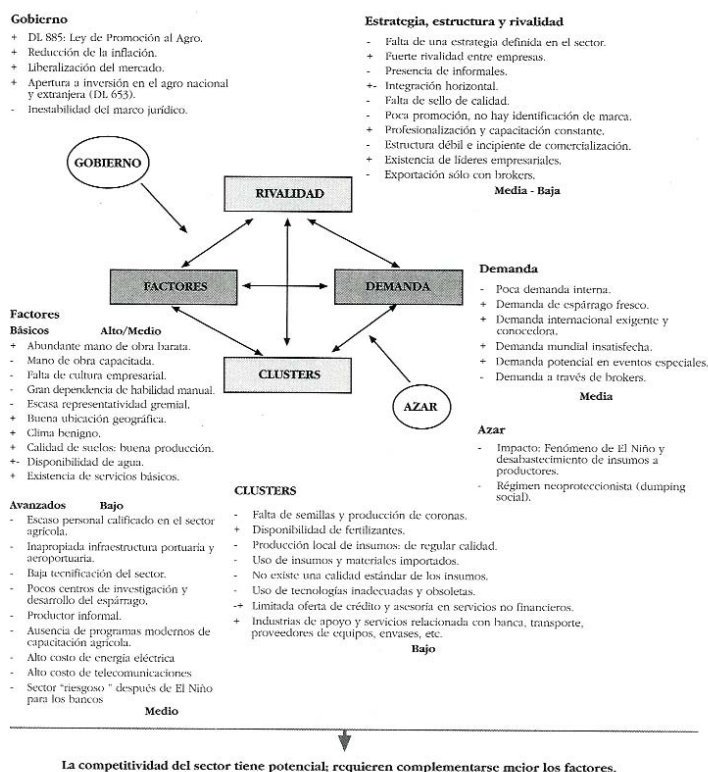 Gobierno
+ DL 885: Ley de Promoción al Agro.
+ Reducción de la inflación.
+ Liberalización del mercado.
+ Apertura a inversión en el agro nacional
y extranjera (DL 653).
- Inestabilidad del marco jurídico.
Estrategia, estructura y rivalidad
- Falta de una estrategia definida en el sector.
+ Fuerte rivalidad entre empresas.
- Presencia de informales.
+- Integración horizontal.
- Falta de sello de calidad.
- Poca promoción, no hay identificación de marca.
+ Profesionalización y capacitación constante.
- Estructura débil e incipiente de comercialización.
+ Existencia de líderes empresariales.
- Exportación sólo con brokers.
Media - Baja
GOBIERNO
RIVALIDAD
FACTORES
DEMANDA
CLUSTERS
AZAR
Demanda
- Poca demanda interna.
+ Demanda de espárrago fresco.
+ Demanda internacional exigente y
conocedora.
+ Demanda mundial insatisfecha.
+ Demanda potencial en eventos especiales.
- Demanda a través de brokers.
Media
Factores
Básicos Alto/Medio
+ Abundante mano de obra barata.
- Mano de obra capacitada.
- Falta de cultura empresarial.
- Gran dependencia de habilidad manual.
- Escasa representatividad gremial.
+ Buena ubicación geográfica.
+ Clima benigno.
+ Calidad de suelos: buena producción.
+- Disponibilidad de agua.
+ Existencia de servicios básicos.
Azar
- Impacto: Fenómeno de El Niño y
desabastecimiento de insumos a
productores.
- Régimen neoproteccionista (dumping
social).
Avanzados Bajo
- Escaso personal calificado en el sector
agrícola.
- Inapropiada infraestructura portuaria y
aeroportuaria.
- Baja tecnificación del sector.
- Pocos centros de investigación y
desarrollo del espárrago.
- Productor informal.
- Ausencia de programas modernos de
capacitación agrícola.
- Alto costo de energía eléctrica
- Alto costo de telecomunicaciones
- Sector "riesgoso " después de El Niño
para los bancos
Medio
CLUSTERS
- Falta de semillas y producción de coronas.
+ Disponibilidad de fertilizantes.
- Producción local de insumos: de regular calidad.
- Uso de insumos y materiales importados.
- No existe una calidad estándar de los insumos.
- Uso de tecnologías inadecuadas y obsoletas.
-+ Limitada oferta de crédito y asesoría en servicios no financieros.
+ Industrias de apoyo y servicios relacionada con banca, transporte,
proveedores de equipos, envases, etc.
Bajo
La competitividad del sector tiene potencial; requieren complementarse mejor los factores.